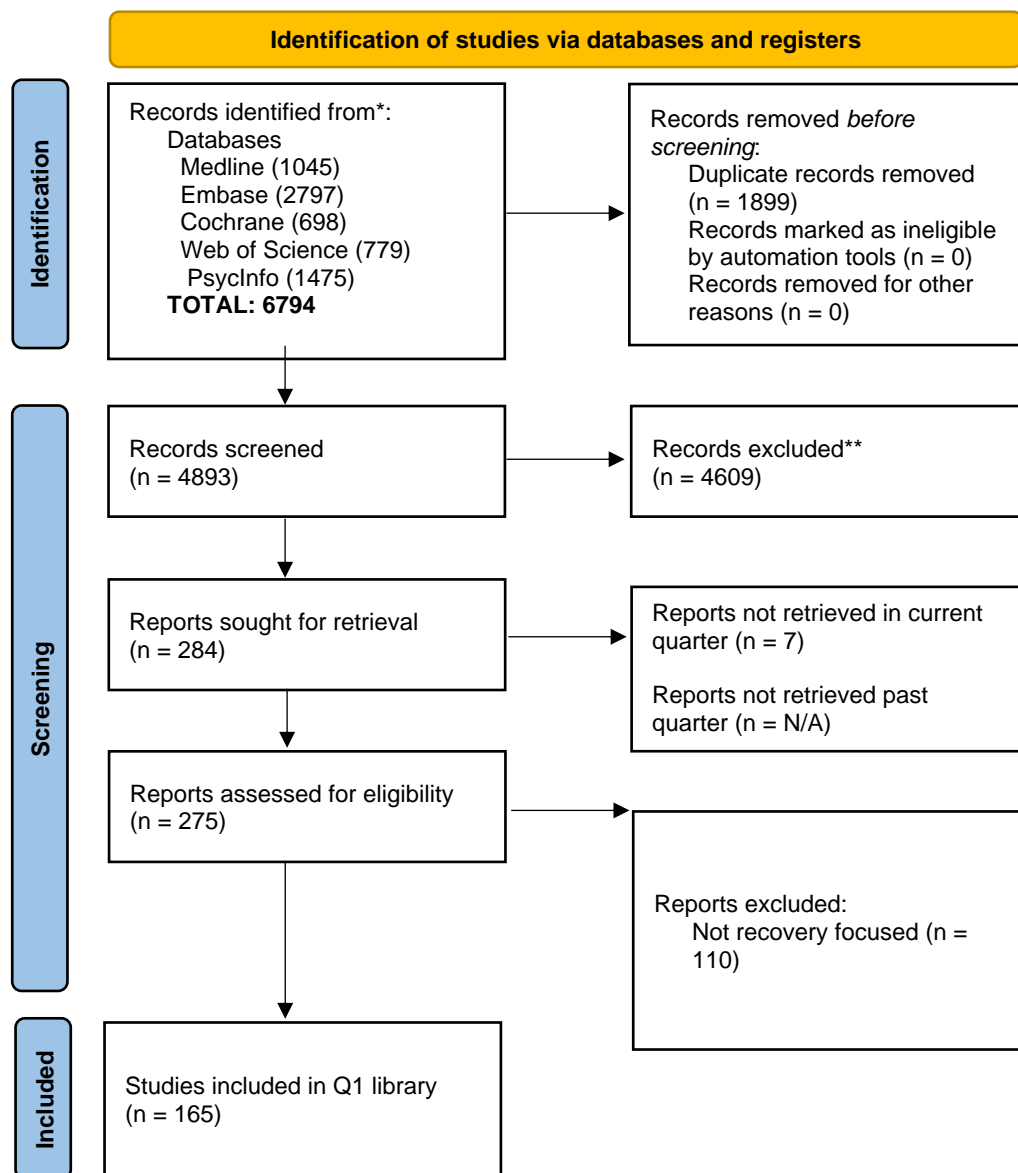 Identification of studies via databases and registers
Identification
Records identified from*:
Databases
Medline (1045)
Embase (2797)
Cochrane (698)
Web of Science (779)
PsycInfo (1475)
TOTAL: 6794
Records removed before
screening:
Duplicate records removed
(n = 1899)
Records marked as ineligible
by automation tools (n = 0)
Records removed for other
reasons (n = 0)
Screening
Records screened
(n = 4893)
Records excluded**
(n = 4609)
Reports sought for retrieval
(n = 284)
Reports not retrieved in current
quarter (n = 7)
Reports not retrieved past
quarter (n = N/A)
Reports assessed for eligibility
(n = 275)
Reports excluded:
Not recovery focused (n =
110)
Included
Studies included in Q1 library
(n = 165)